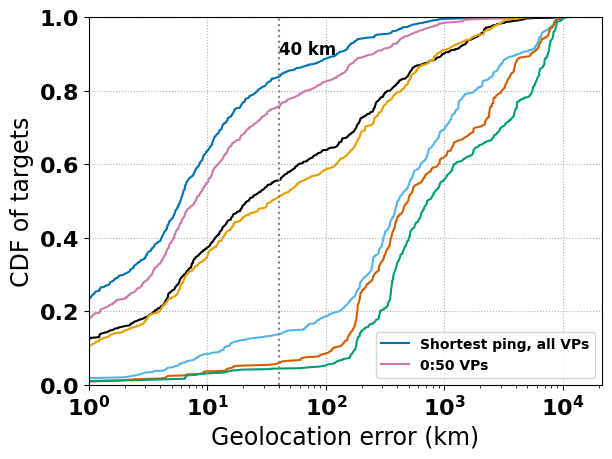 1.0
0.8
0.6
0.4
0.2
0.0
CDF of targets
40 km
Shortest ping, all VPs
0:50 VPs
10^0 10^1 10^2 10^3 10^4
Geolocation error (km)